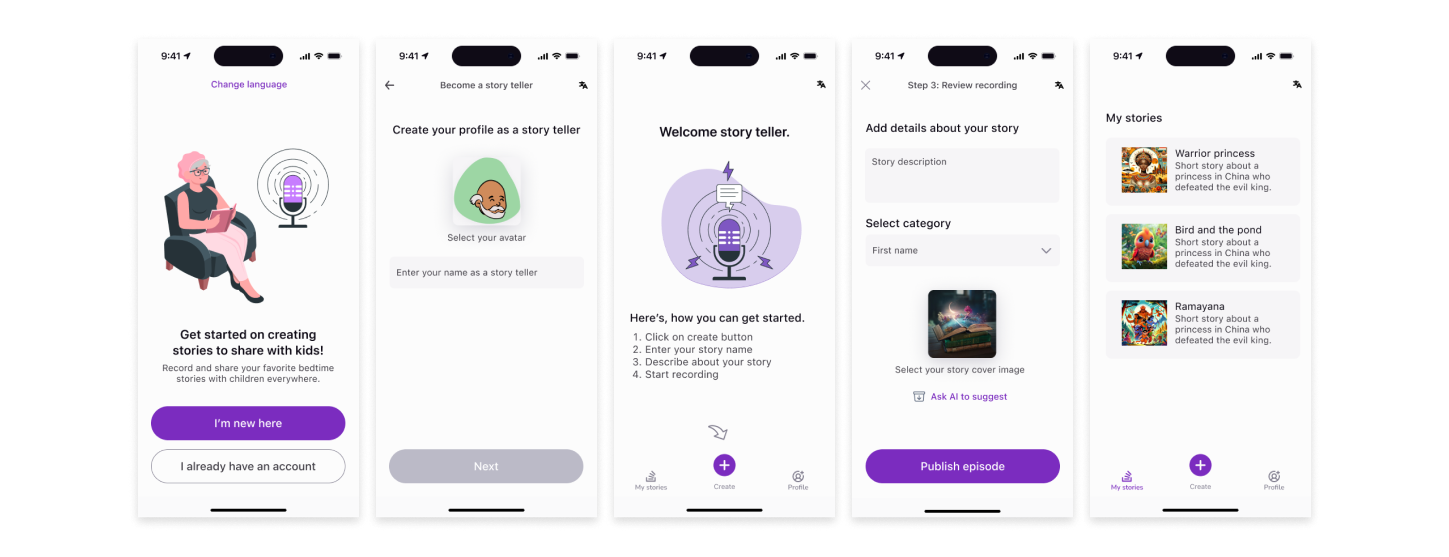 9:41
Change language
Get started on creating
stories to share with kids!
Record and share your favorite bedtime
stories with children everywhere.
I'm new here
I already have an account
9:41
Become a story teller
Create your profile as a story teller
Select your avatar
Enter your name as a story teller
Next
9:41
Welcome story teller.
Here's, how you can get started.
1. Click on create button
2. Enter your story name
3. Describe about your story
4. Start recording
My stories
Create
Profile
9:41
Step 3: Review recording
Add details about your story
Story description
Select category
First name
Select your story cover image
Ask AI to suggest
Publish episode
9:41
My stories
Warrior princess
Short story about a
princess in China who
defeated the evil king.
Bird and the pond
Short story about a
princess in China who
defeated the evil king.
Ramayana
Short story about a
princess in China who
defeated the evil king.
My stories
Create
Profile